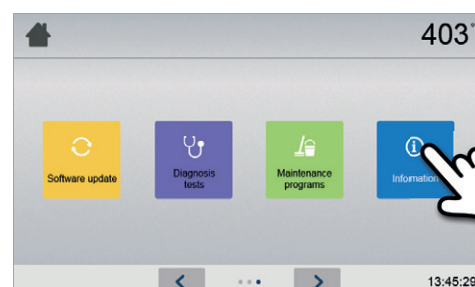 403°
Software update
Diagnosis
tests
Maintenance
programs
Information
13:45:29